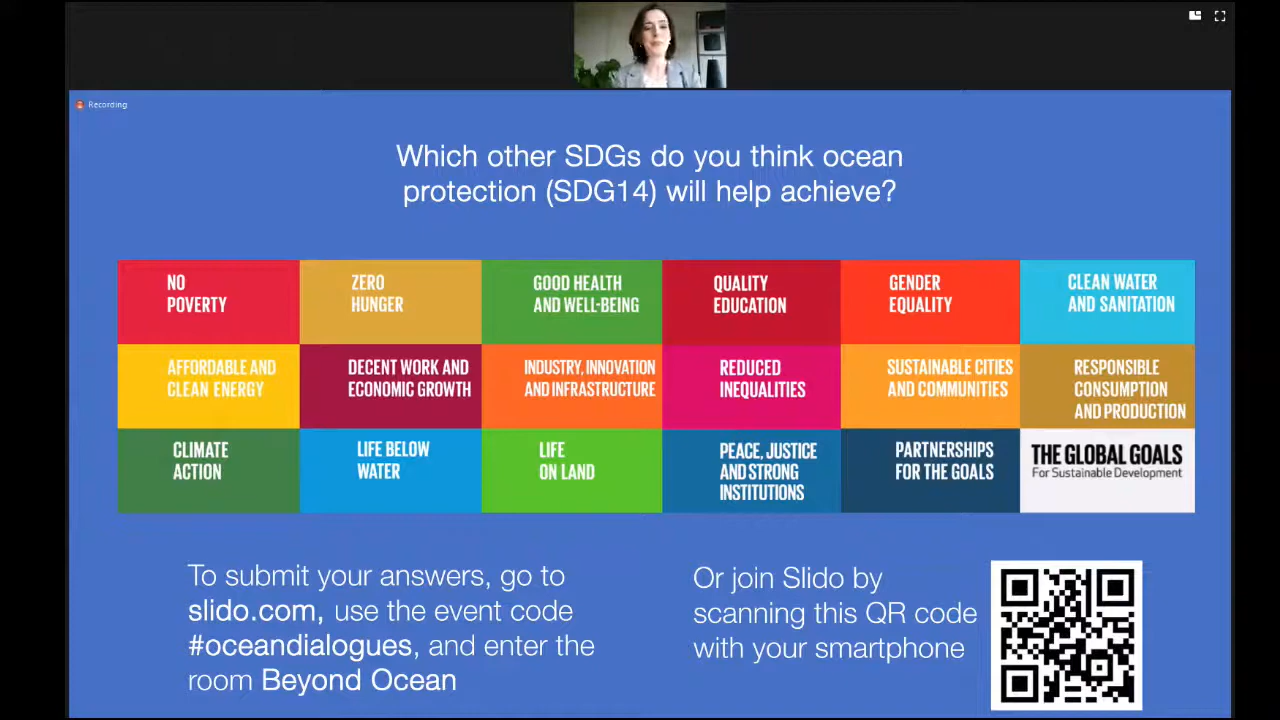 Recording
Which other SDGs do you think ocean
protection (SDG14) will help achieve?
NO
POVERTY
ZERO
HUNGER
GOOD HEALTH
AND WELL-BEING
QUALITY
EDUCATION
GENDER
EQUALITY
CLEAN WATER
AND SANITATION
AFFORDABLE AND
CLEAN ENERGY
DECENT WORK AND
ECONOMIC GROWTH
INDUSTRY, INNOVATION
AND INFRASTRUCTURE
REDUCED
INEQUALITIES
SUSTAINABLE CITIES
AND COMMUNITIES
RESPONSIBLE
CONSUMPTION
AND PRODUCTION
CLIMATE
ACTION
LIFE BELOW
WATER
LIFE
ON LAND
PEACE, JUSTICE
AND STRONG
INSTITUTIONS
PARTNERSHIPS
FOR THE GOALS
THE GLOBAL GOALS
For Sustainable Development
To submit your answers, go to
slido.com, use the event code
#oceandialogues, and enter the
room Beyond Ocean
Or join Slido by
scanning this QR code
with your smartphone